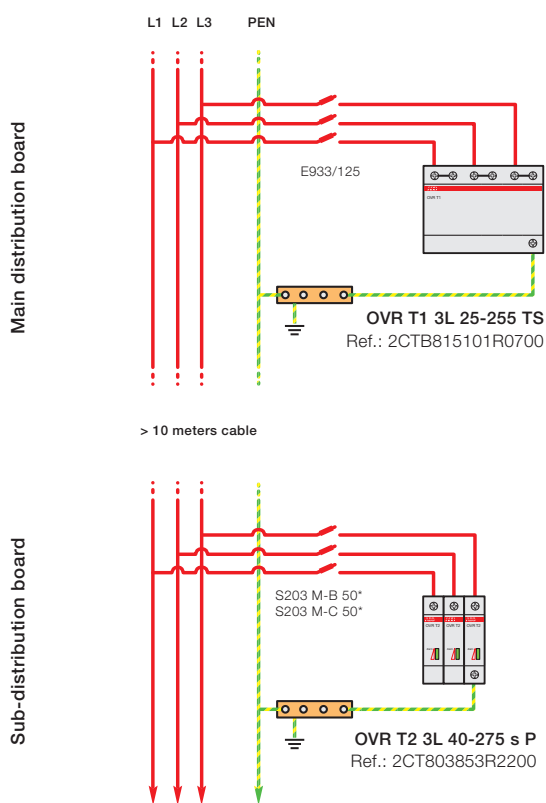 L1 L2 L3 PEN
Main distribution board
E933/125
OVR T1
OVR T1 3L 25-255 TS
Ref.: 2CTB815101R0700
> 10 meters cable
Sub-distribution board
S203 M-B 50*
S203 M-C 50*
OVR T2 OVR T2 OVR T2
OVR T2 3L 40-275 s P
Ref.: 2CT803853R2200